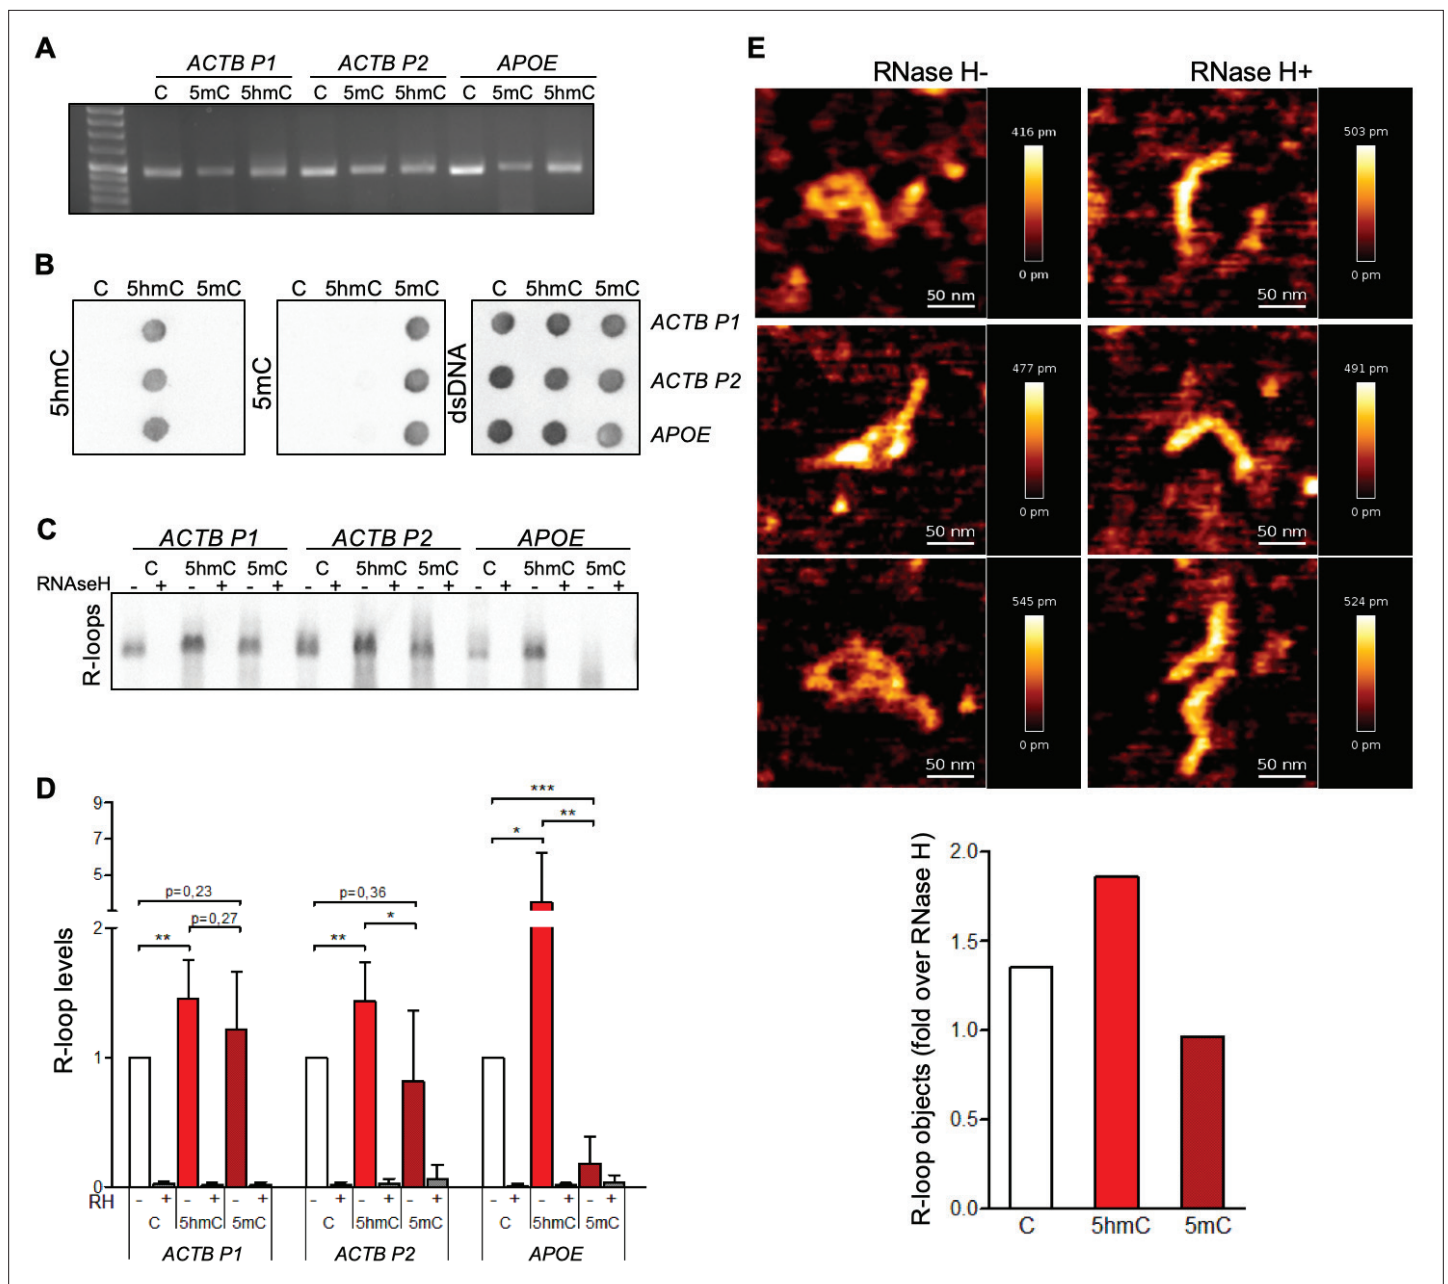 A
ACTB P1 ACTB P2 APOE
C 5mC 5hmC C 5mC 5hmC C 5mC 5hmC
B
C 5hmC 5mC C 5hmC 5mC C 5hmC 5mC
5hmC
5mC
dsDNA
ACTB P1
ACTB P2
APOE
C
ACTB P1 ACTB P2 APOE
C 5hmC 5mC C 5hmC 5mC C 5hmC 5mC
RNAseH - + - + - + - + - + - + - + - + - +
R-loops
D
R-loop levels
9
7
5
2
1
0
** p=0,23 p=0,27
** p=0,36 *
* *** **
RH - + - + - + - + - + - + - + - + - +
C 5hmC 5mC C 5hmC 5mC C 5hmC 5mC
ACTB P1 ACTB P2 APOE
E
RNase H- RNase H+
416 pm
0 pm
50 nm
503 pm
0 pm
50 nm
477 pm
0 pm
50 nm
491 pm
0 pm
50 nm
545 pm
0 pm
50 nm
524 pm
0 pm
50 nm
R-loop objects (fold over RNase H)
2.0
1.5
1.0
0.5
0.0
C 5hmC 5mC